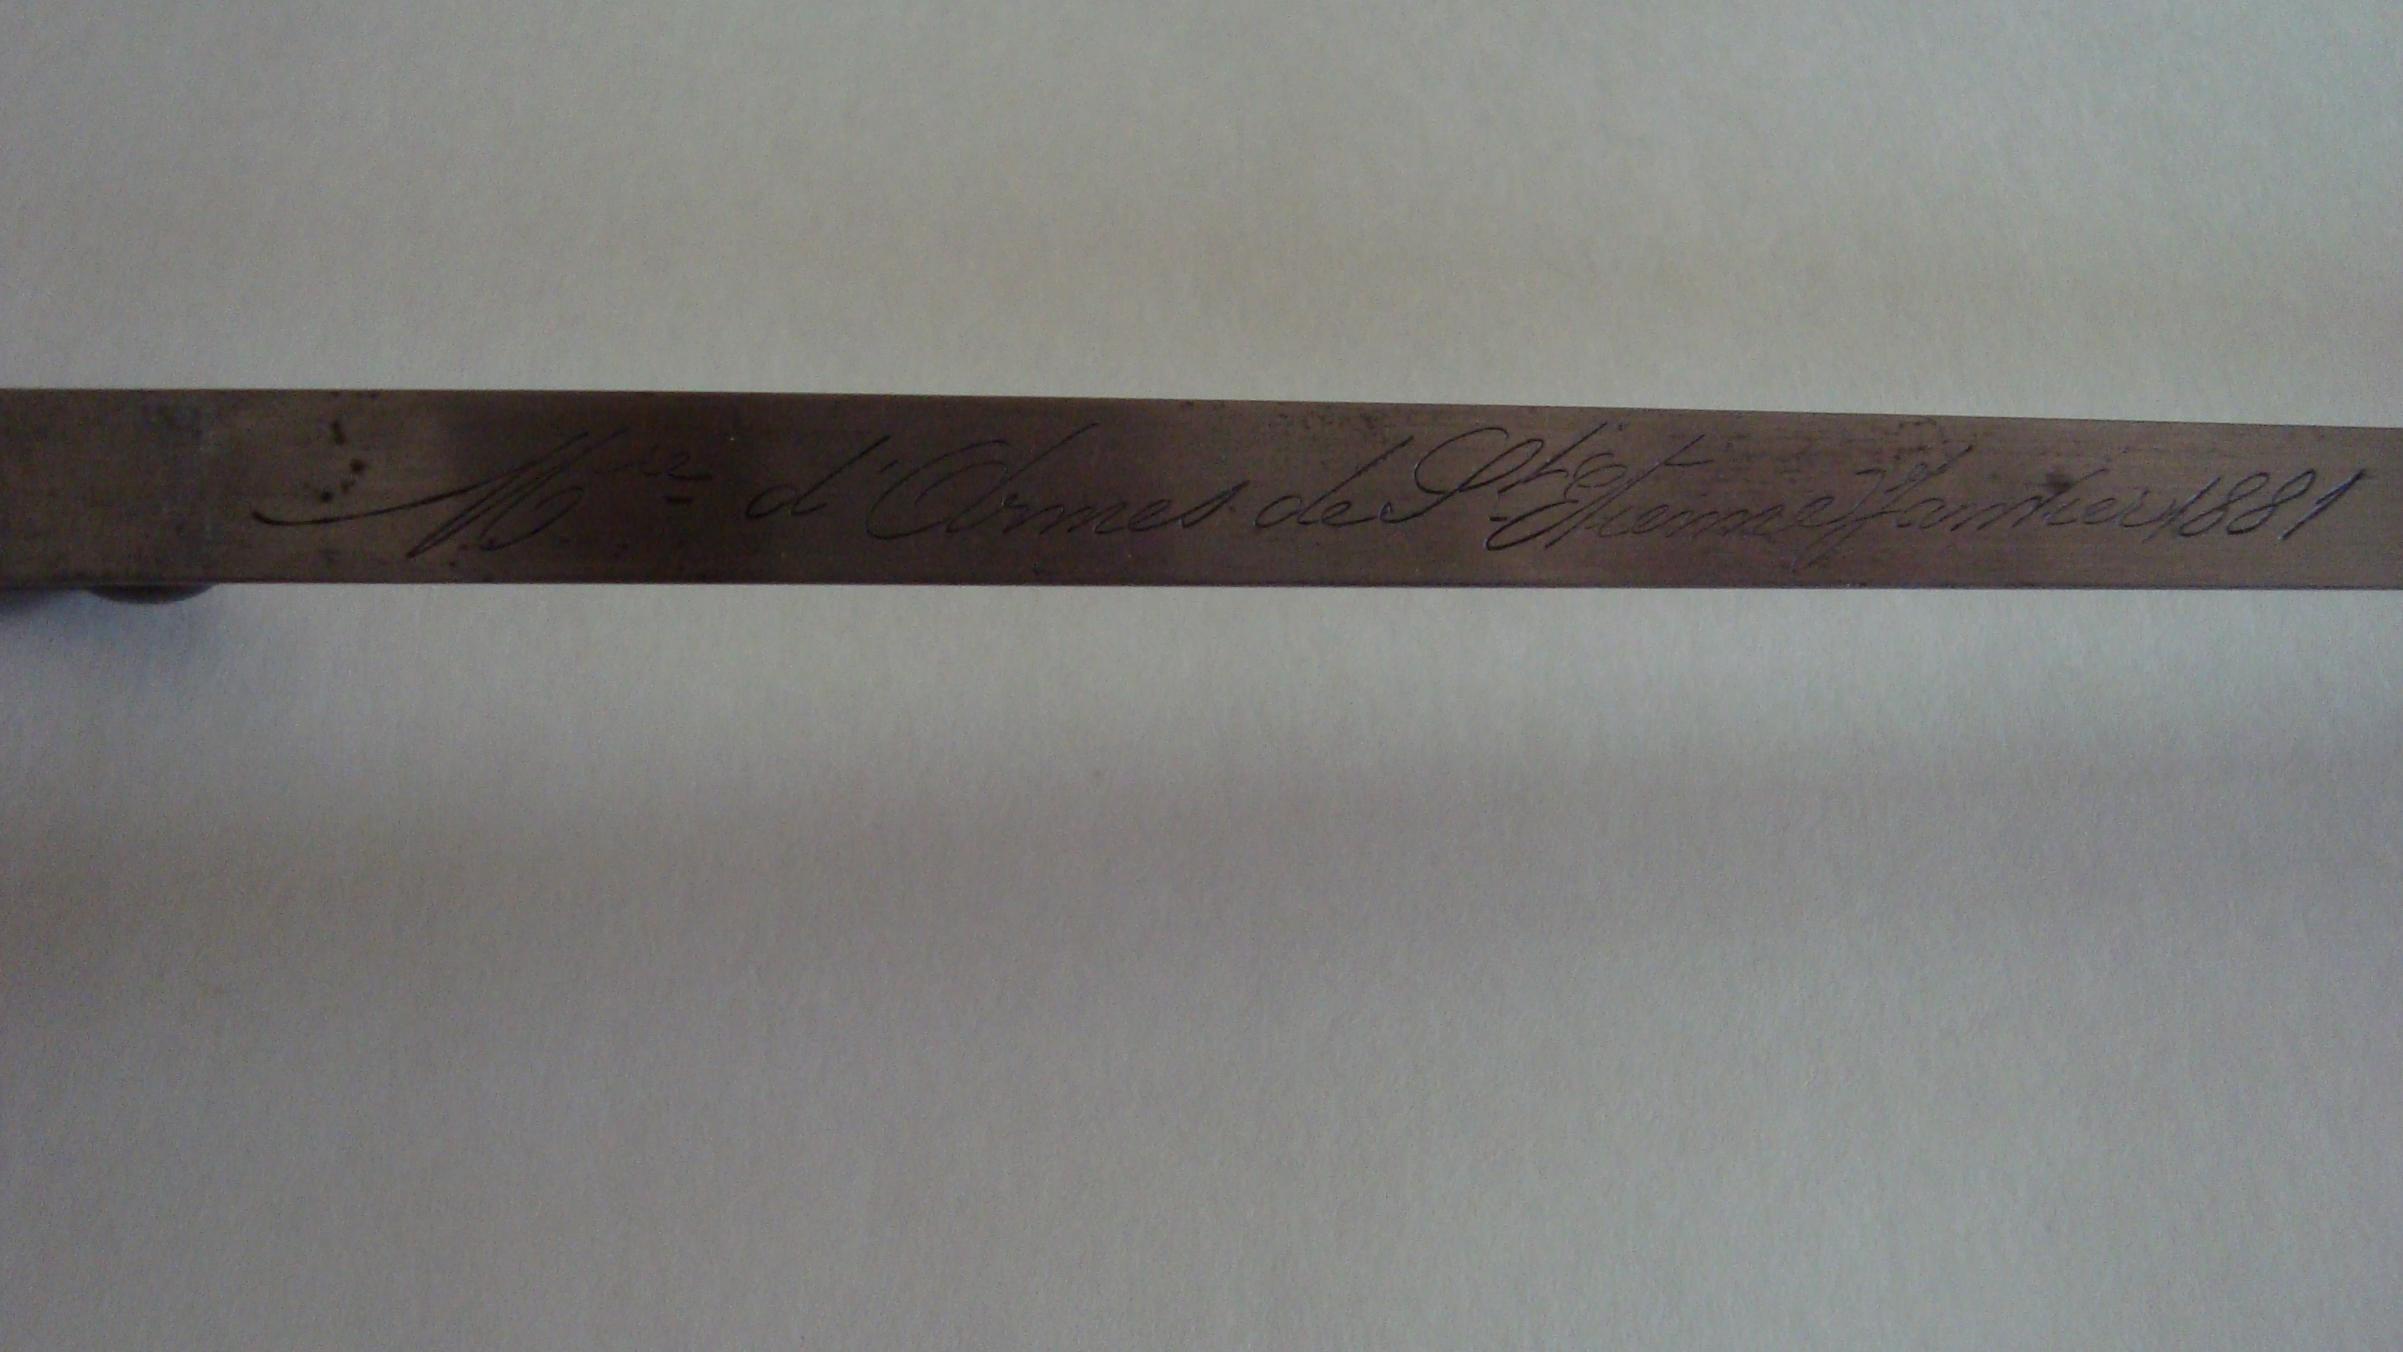 Mre d'Armes de St Etienne Janvier 1881